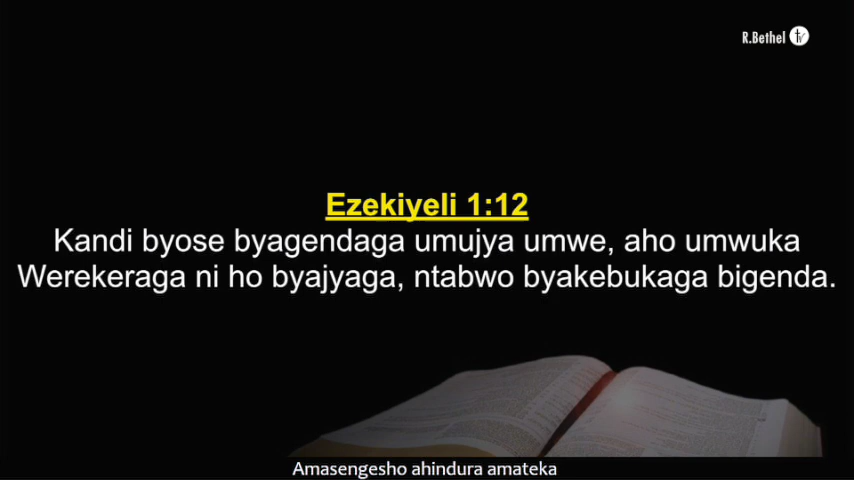 R.Bethel tv
Ezekiyeli 1:12
Kandi byose byagendaga umujya umwe, aho umwuka
Werekeraga ni ho byajyaga, ntabwo byakebukaga bigenda.
Amasengesho ahindura amateka